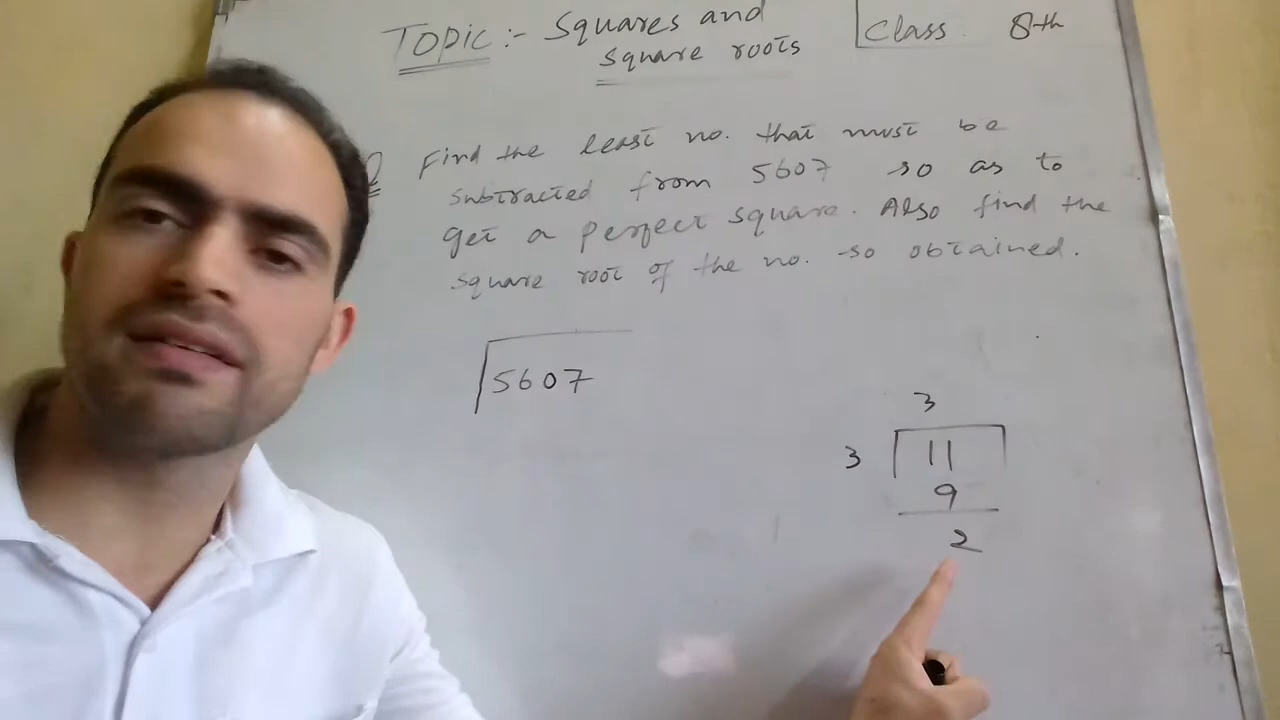 Topic:- Squares and
square roots
Class 8th
Q Find the least no. that must be
subtracted from 5607 so as to
get a perfect square. Also find the
square root of the no. so obtained.
5607
3
3 11
9
2